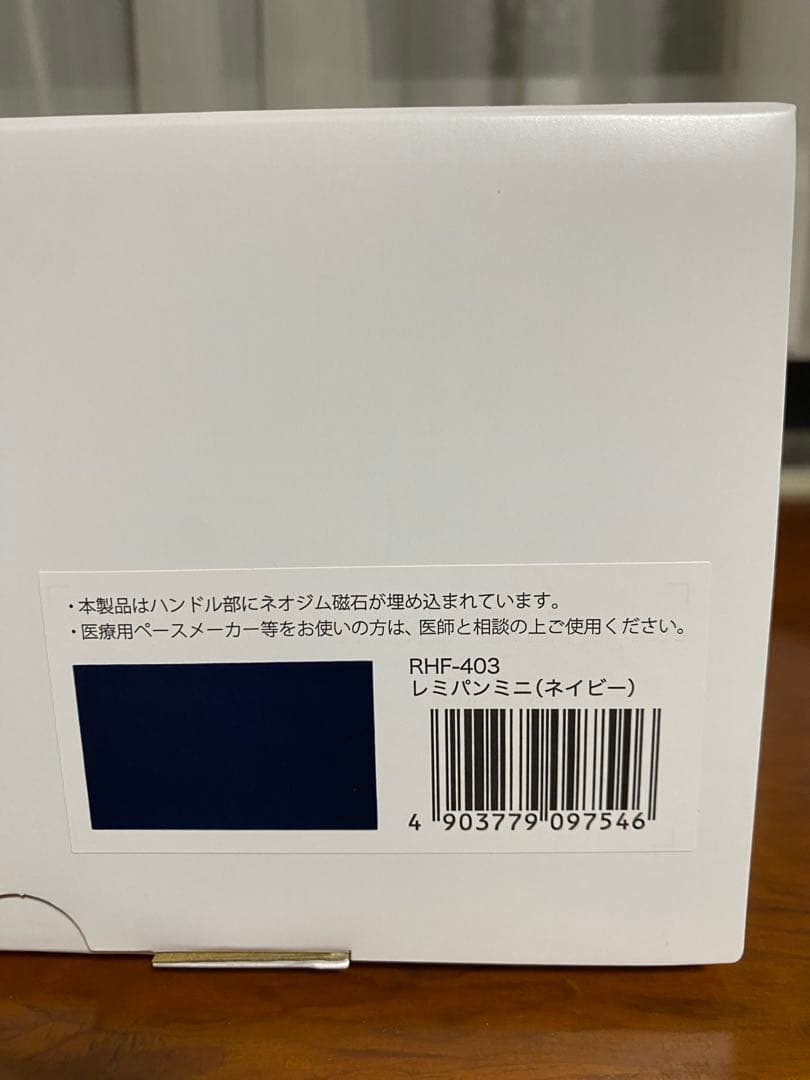 ・本製品はハンドル部にネオジム磁石が埋め込まれています。
・医療用ペースメーカー等をお使いの方は、医師と相談の上ご使用ください。
RHF-403
レミパンミニ（ネイビー）
4 903779 097546